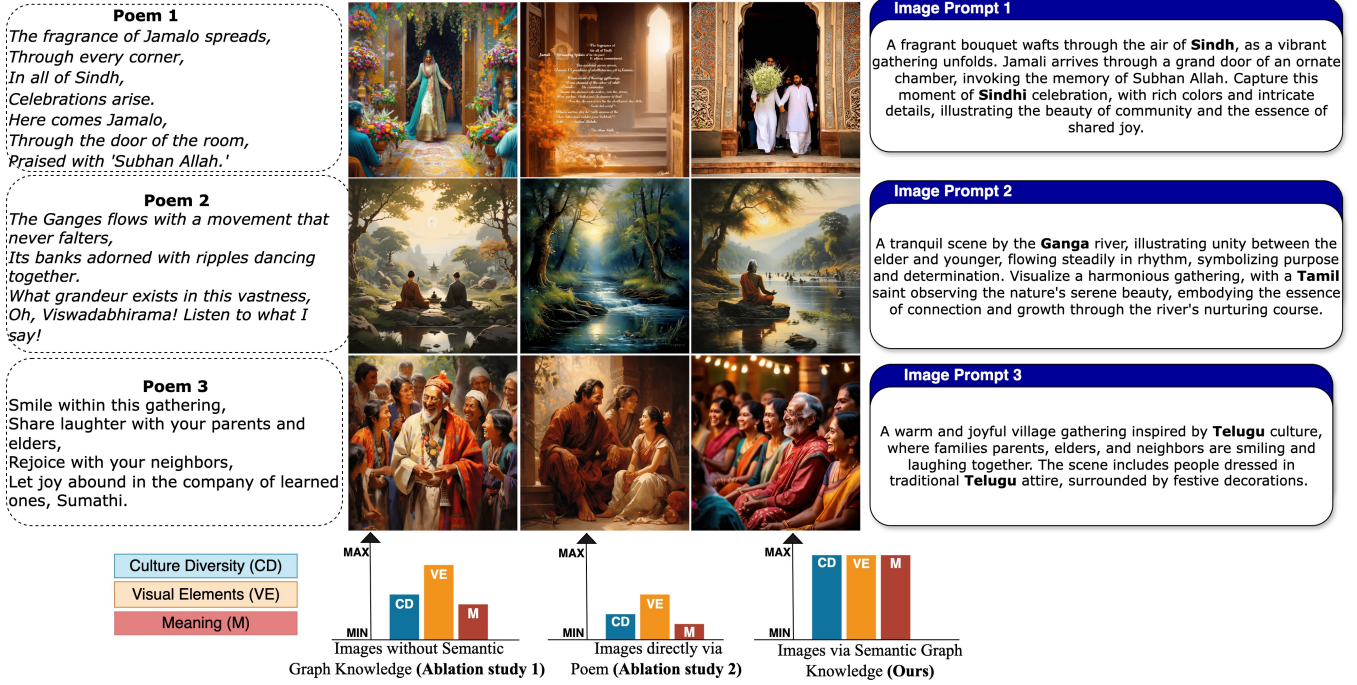 Poem 1
The fragrance of Jamalo spreads,
Through every corner,
In all of Sindh,
Celebrations arise.
Here comes Jamalo,
Through the door of the room,
Praised with 'Subhan Allah.'
Image Prompt 1
A fragrant bouquet wafts through the air of Sindh, as a vibrant
gathering unfolds. Jamali arrives through a grand door of an ornate
chamber, invoking the memory of Subhan Allah. Capture this
moment of Sindhi celebration, with rich colors and intricate
details, illustrating the beauty of community and the essence of
shared joy.
Poem 2
The Ganges flows with a movement that
never falters,
Its banks adorned with ripples dancing
together.
What grandeur exists in this vastness,
Oh, Viswadabhirama! Listen to what I
say!
Image Prompt 2
A tranquil scene by the Ganga river, illustrating unity between the
elder and younger, flowing steadily in rhythm, symbolizing purpose
and determination. Visualize a harmonious gathering, with a Tamil
saint observing the nature's serene beauty, embodying the essence
of connection and growth through the river's nurturing course.
Poem 3
Smile within this gathering,
Share laughter with your parents and
elders,
Rejoice with your neighbors,
Let joy abound in the company of learned
ones, Sumathi.
Image Prompt 3
A warm and joyful village gathering inspired by Telugu culture,
where families parents, elders, and neighbors are smiling and
laughing together. The scene includes people dressed in
traditional Telugu attire, surrounded by festive decorations.
Culture Diversity (CD)
Visual Elements (VE)
Meaning (M)
MAX
CD
VE
M
MIN
Images without Semantic
Graph Knowledge (Ablation study 1)
MAX
CD
VE
M
MIN
Images directly via
Poem (Ablation study 2)
MAX
CD
VE
M
MIN
Images via Semantic Graph
Knowledge (Ours)